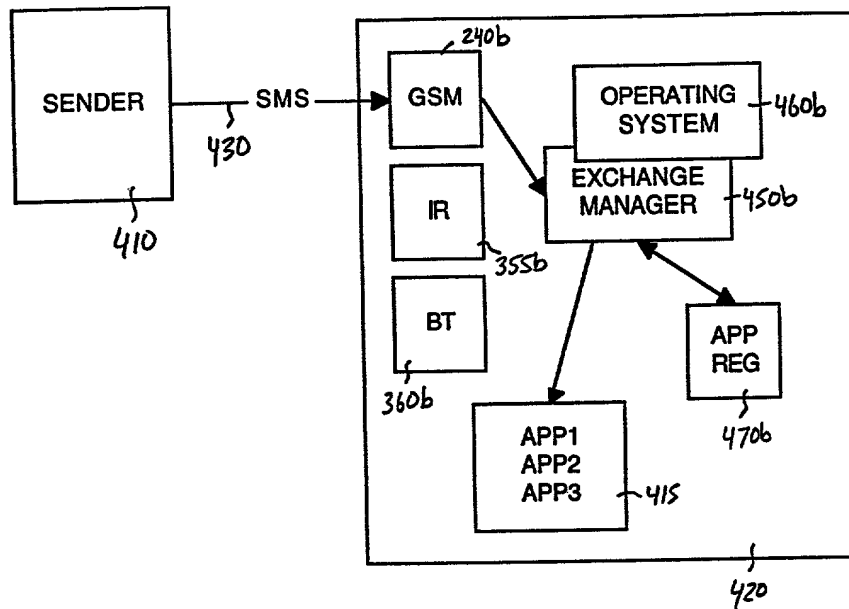 240b
SENDER
SMS
GSM
OPERATING
SYSTEM
460b
430
EXCHANGE
MANAGER
450b
410
IR
355b
BT
APP
REG
360b
470b
APP1
APP2
APP3
415
420